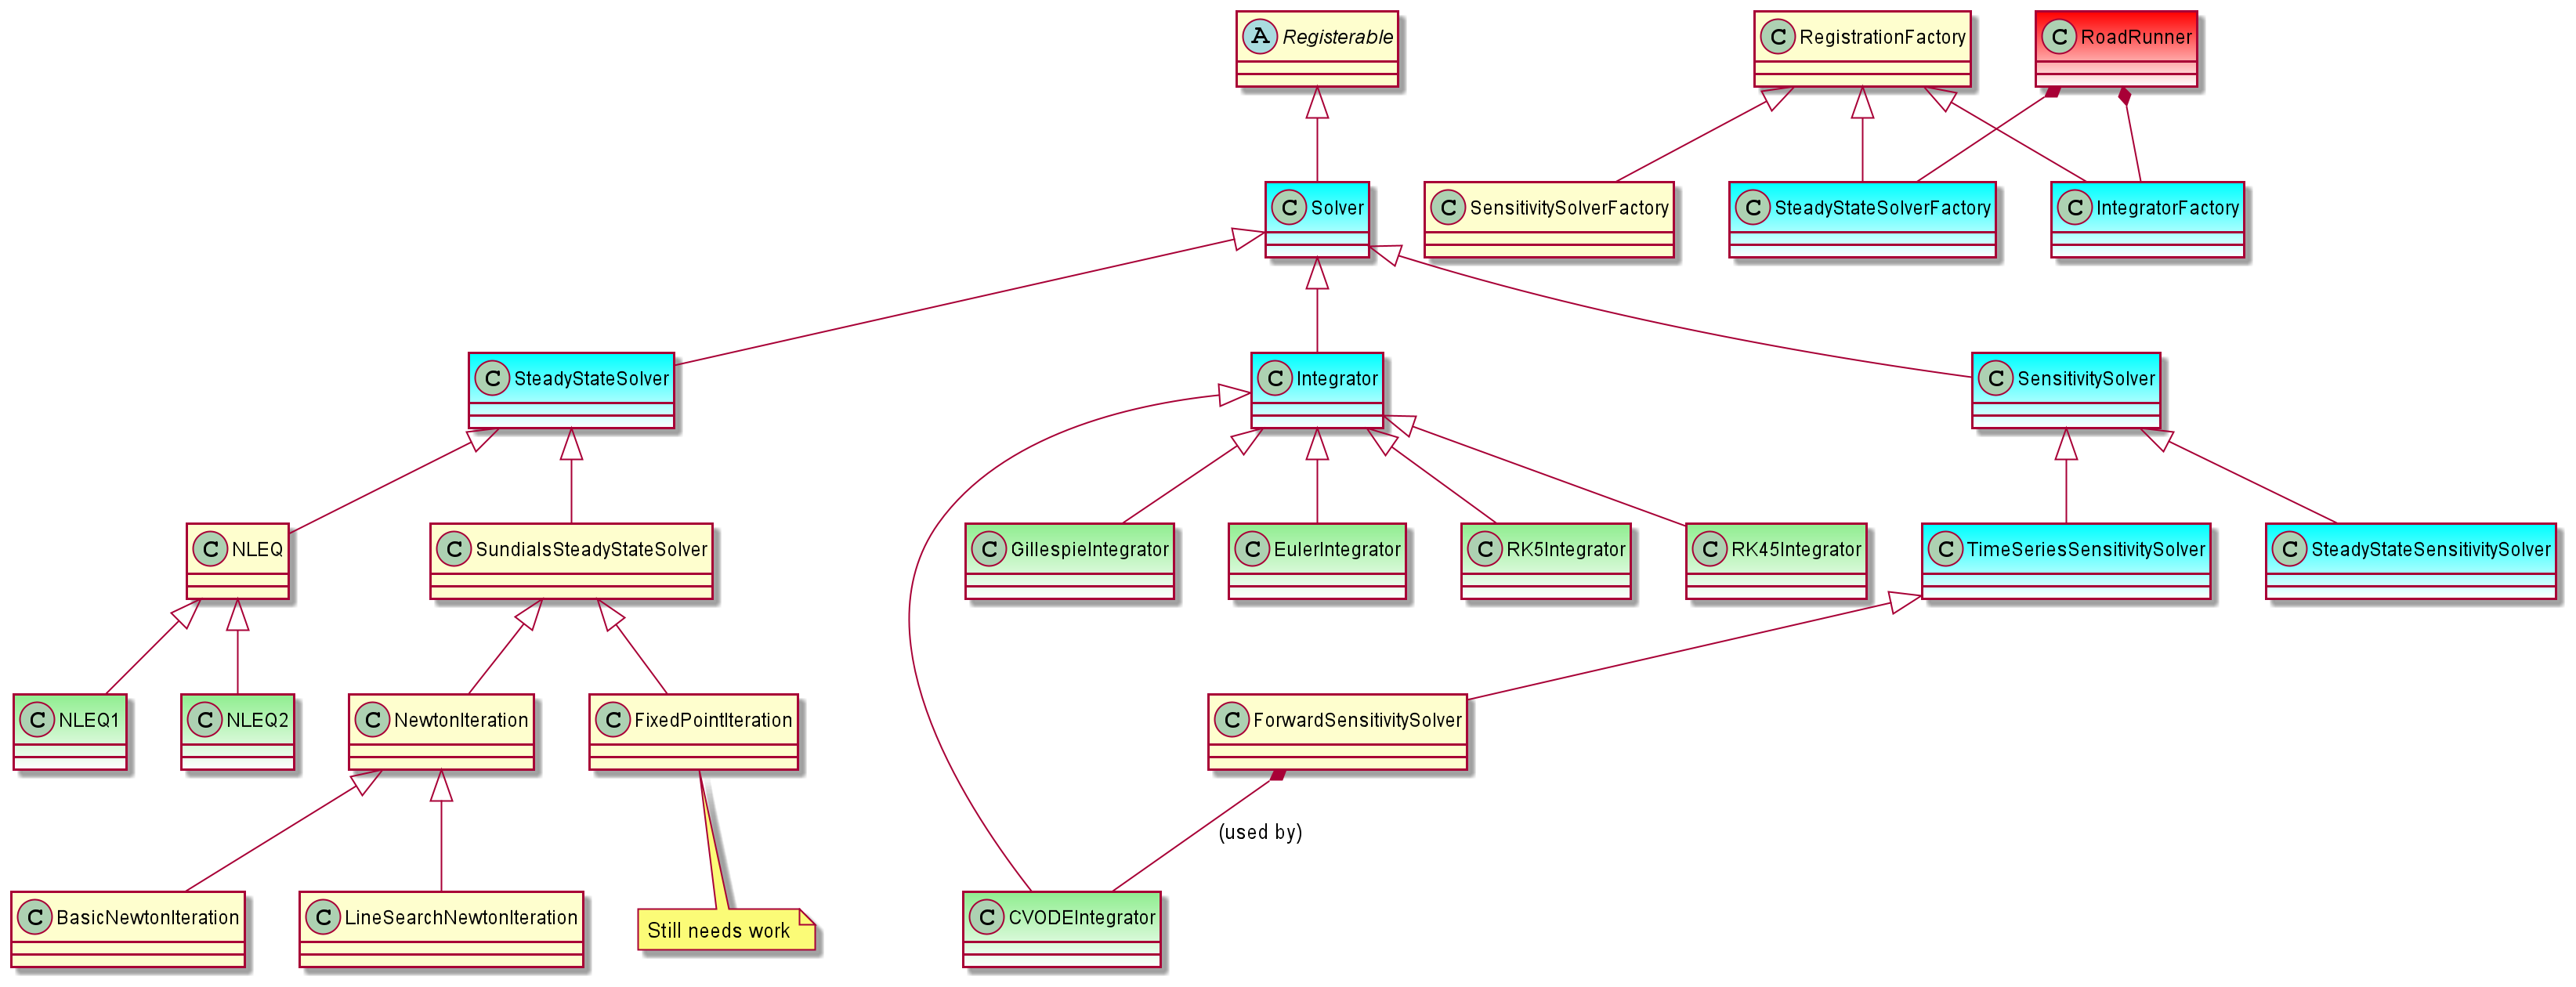 A Registerable
C RegistrationFactory
C RoadRunner
C Solver
C SensitivitySolverFactory
C SteadyStateSolverFactory
C IntegratorFactory
C SteadyStateSolver
C Integrator
C SensitivitySolver
C NLEQ
C SundialsSteadyStateSolver
C GillespieIntegrator
C EulerIntegrator
C RK5Integrator
C RK45Integrator
C TimeSeriesSensitivitySolver
C SteadyStateSensitivitySolver
C NLEQ1
C NLEQ2
C NewtonIteration
C FixedPointIteration
C ForwardSensitivitySolver
(used by)
C BasicNewtonIteration
C LineSearchNewtonIteration
Still needs work
C CVODEIntegrator